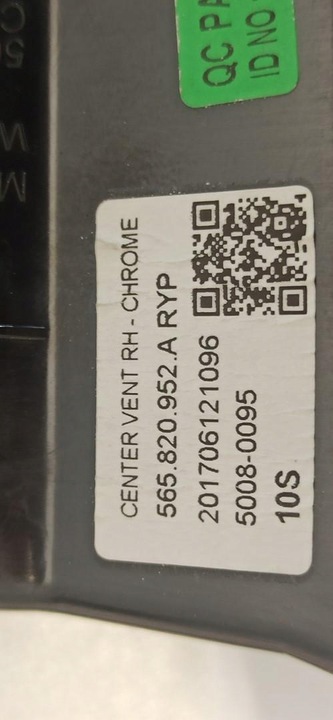 CENTER VENT RH - CHROME
565.820.952.A RYP
201706121096
5008-0095
10S
QC PA
ID NO